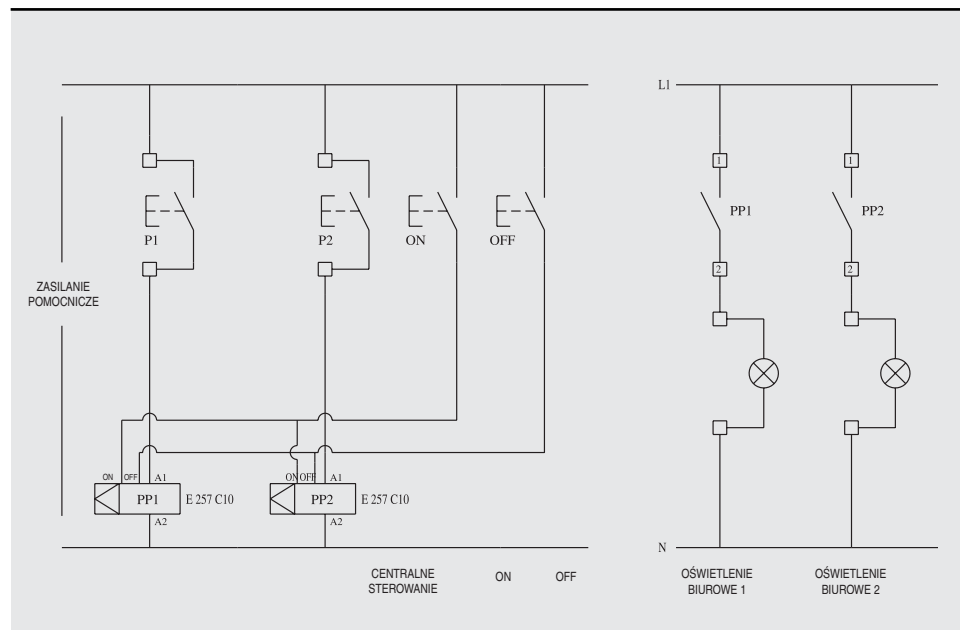 L1
1
1
P1
P2
ON
OFF
PP1
PP2
2
2
ZASILANIE
POMOCNICZE
ON
OFF
A1
ON
OFF
A1
PP1
E 257 C10
PP2
E 257 C10
A2
A2
N
CENTRALNE
STEROWANIE
ON
OFF
OŚWIETLENIE
BIUROWE 1
OŚWIETLENIE
BIUROWE 2